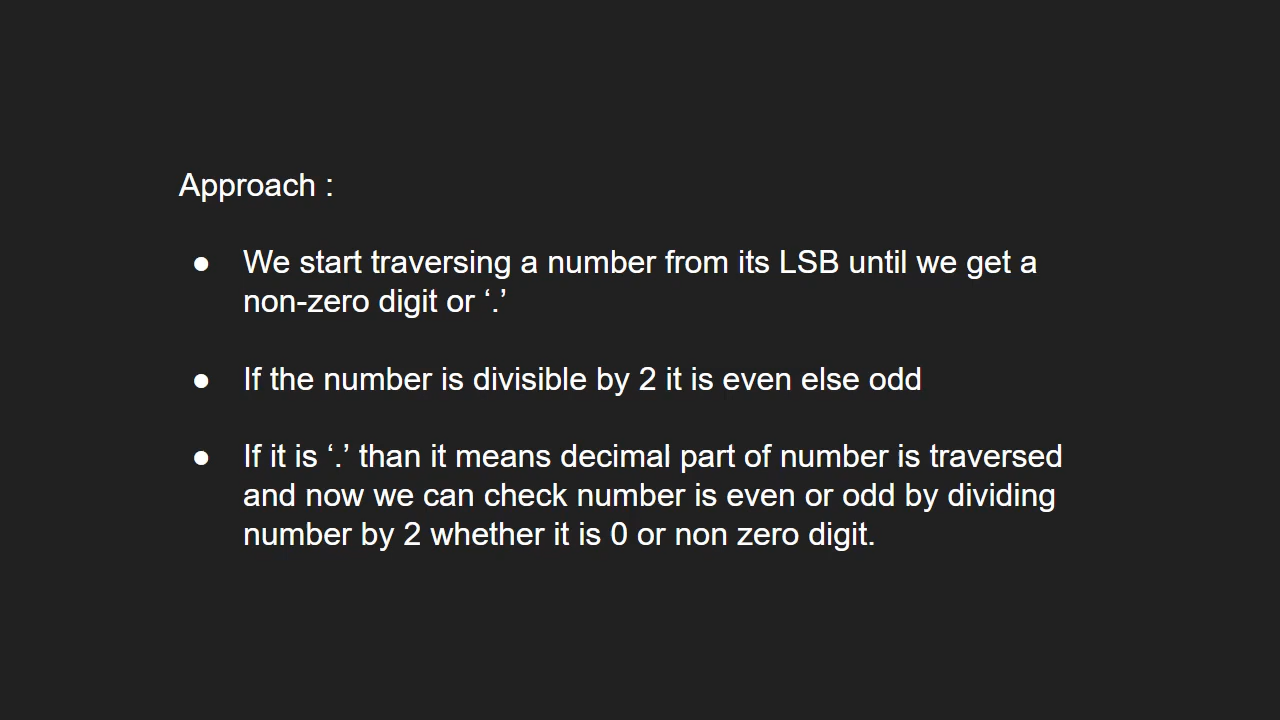 Approach :
● We start traversing a number from its LSB until we get a
non-zero digit or ‘.’
● If the number is divisible by 2 it is even else odd
● If it is ‘.’ than it means decimal part of number is traversed
and now we can check number is even or odd by dividing
number by 2 whether it is 0 or non zero digit.